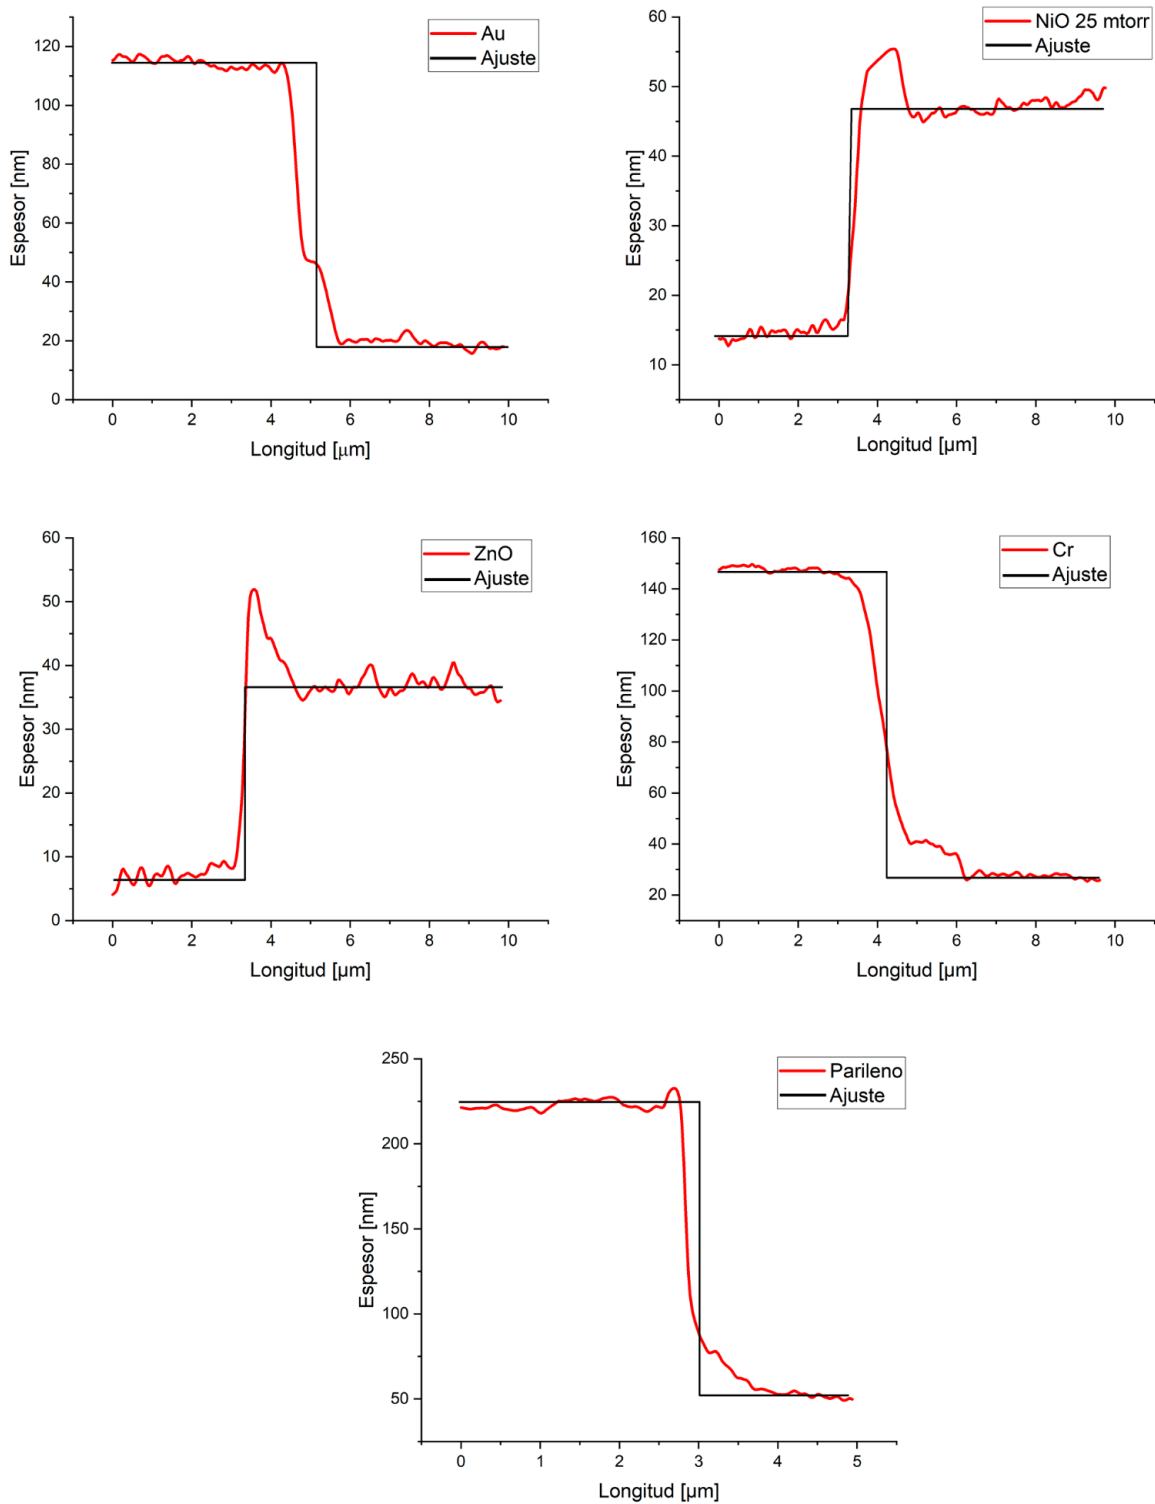 Au
Ajuste
120
100
80
60
40
20
0
Espesor [nm]
0 2 4 6 8 10
Longitud [μm]
NiO 25 mtorr
Ajuste
60
50
40
30
20
10
Espesor [nm]
0 2 4 6 8 10
Longitud [µm]
ZnO
Ajuste
60
50
40
30
20
10
0
Espesor [nm]
0 2 4 6 8 10
Longitud [µm]
Cr
Ajuste
160
140
120
100
80
60
40
20
Espesor [nm]
0 2 4 6 8 10
Longitud [µm]
Parileno
Ajuste
250
200
150
100
50
Espesor [nm]
0 1 2 3 4 5
Longitud [µm]